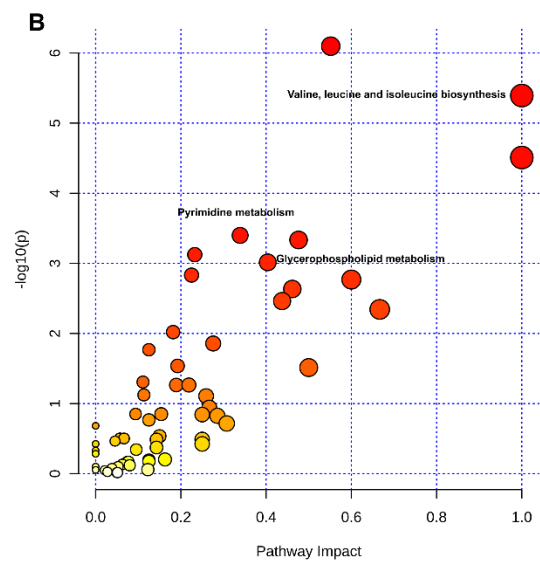 B
6
Valine, leucine and isoleucine biosynthesis
5
4
Pyrimidine metabolism
3
Glycerophospholipid metabolism
-log10(p)
2
1
0
0.0 0.2 0.4 0.6 0.8 1.0
Pathway Impact